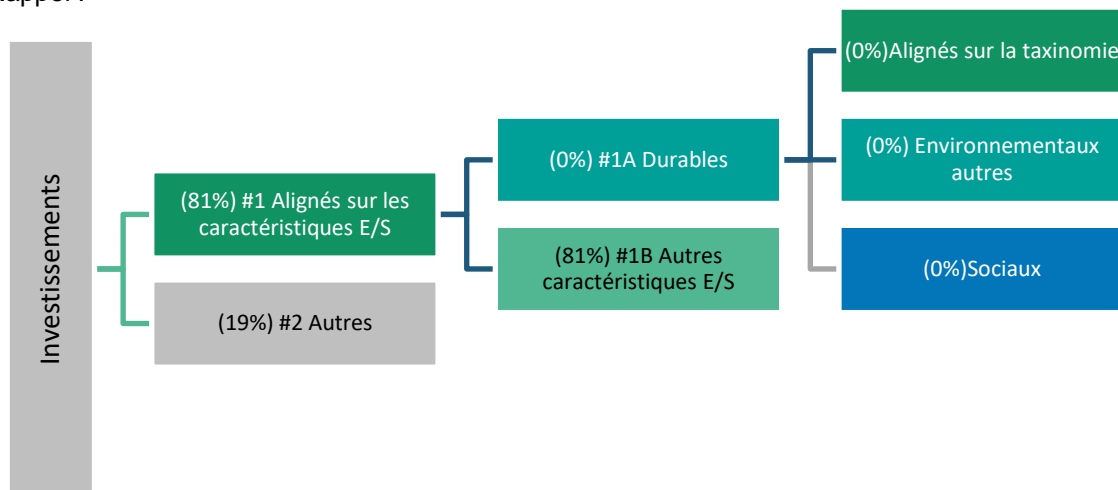 Investissements
(81%) #1 Alignés sur les
caractéristiques E/S
(19%) #2 Autres
(0%) #1A Durables
(81%) #1B Autres
caractéristiques E/S
(0%)Alignés sur la taxinomie
(0%) Environnementaux
autres
(0%)Sociaux